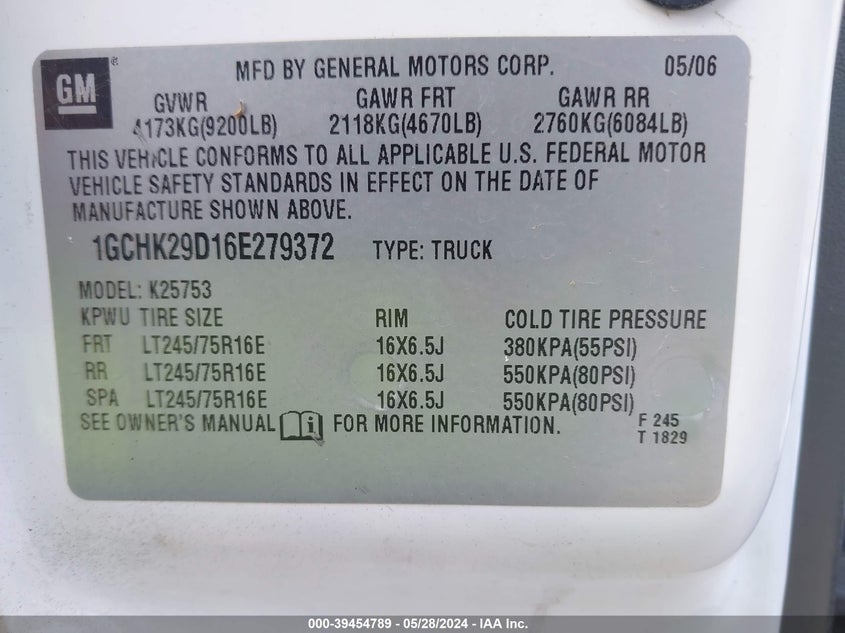 GM
MFD BY GENERAL MOTORS CORP. 05/06
GVWR GAWR FRT GAWR RR
4173KG(9200LB) 2118KG(4670LB) 2760KG(6084LB)
THIS VEHICLE CONFORMS TO ALL APPLICABLE U.S. FEDERAL MOTOR
VEHICLE SAFETY STANDARDS IN EFFECT ON THE DATE OF
MANUFACTURE SHOWN ABOVE.
1GCHK29D16E279372 TYPE: TRUCK
MODEL: K25753
KPWU TIRE SIZE RIM COLD TIRE PRESSURE
FRT LT245/75R16E 16X6.5J 380KPA(55PSI)
RR LT245/75R16E 16X6.5J 550KPA(80PSI)
SPA LT245/75R16E 16X6.5J 550KPA(80PSI)
SEE OWNER'S MANUAL i FOR MORE INFORMATION.
F 245
T 1829
000-39454789 - 05/28/2024 - IAA Inc.